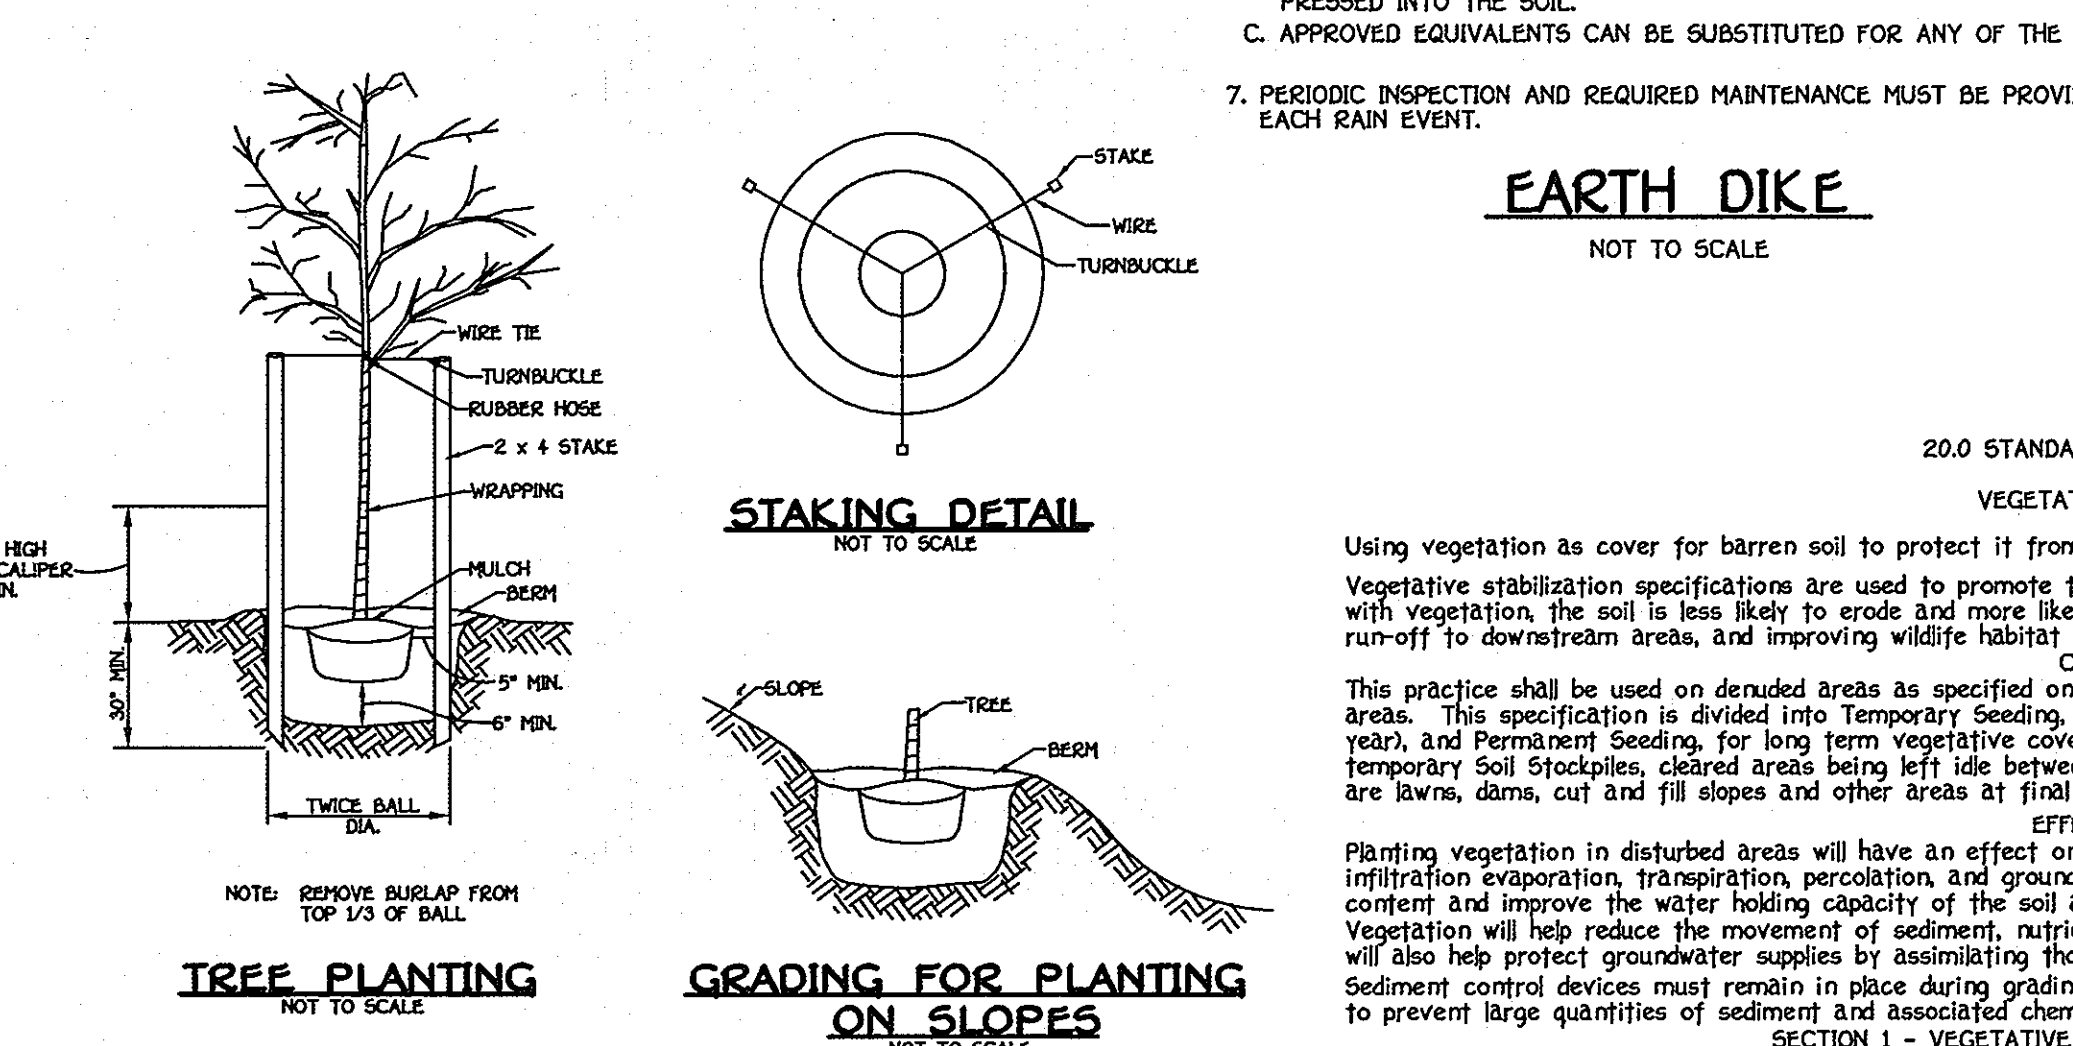 PRESSED INTO THE SOIL.
C. APPROVED EQUIVALENTS CAN BE SUBSTITUTED FOR ANY OF THE
7. PERIODIC INSPECTION AND REQUIRED MAINTENANCE MUST BE
EACH RAIN EVENT.
EARTH DIKE
NOT TO SCALE
WIRE TIE
TURNBUCKLE
RUBBER HOSE
2 x 4 STAKE
WRAPPING
HIGH
CALIPER
MULCH
BERM
30" MIN.
5" MIN.
6" MIN.
TWICE BALL
DIA.
NOTE: REMOVE BURLAP FROM
TOP 1/3 OF BALL
TREE PLANTING
NOT TO SCALE
STAKE
WIRE
TURNBUCKLE
STAKING DETAIL
NOT TO SCALE
SLOPE
TREE
BERM
GRADING FOR PLANTING
ON SLOPES
NOT TO SCALE
20.0 STANDA
VEGETAT
Using vegetation as cover for barren soil to protect it from
Vegetative stabilization specifications are used to promote
with vegetation, the soil is less likely to erode and more like
run-off to downstream areas, and improving wildlife habitat
This practice shall be used on denuded areas as specified on
areas. This specification is divided into Temporary Seeding,
year), and Permanent Seeding, for long term vegetative cove
temporary Soil Stockpiles, cleared areas being left idle betwe
are lawns, dams, cut and fill slopes and other areas at final
EFF
Planting vegetation in disturbed areas will have an effect on
infiltration evaporation, transpiration, percolation, and groun
content and improve the water holding capacity of the soil
Vegetation will help reduce the movement of sediment, nutri
will also help protect groundwater supplies by assimilating tho
Sediment control devices must remain in place during gradin
to prevent large quantities of sediment and associated chem
SECTION 1 - VEGETATIVE